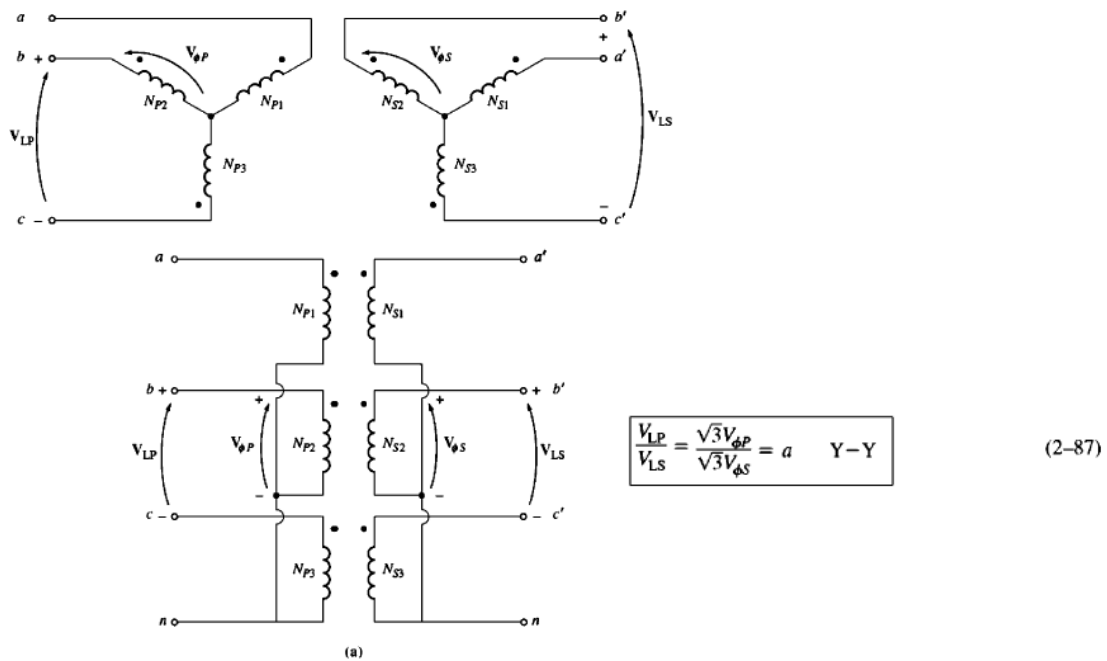 a
b +
c –
V_LP
V_ϕP
N_P2
N_P1
N_P3
V_ϕS
N_S2
N_S1
N_S3
b′
+
a′
V_LS
–
c′
a
a′
N_P1
N_S1
b +
+
+
+ b′
V_LP
V_ϕP
N_P2
N_S2
V_ϕS
V_LS
–
–
c –
– c′
N_P3
N_S3
n
n
(a)
V_LP / V_LS = √3V_ϕP / √3V_ϕS = a Y–Y (2–87)